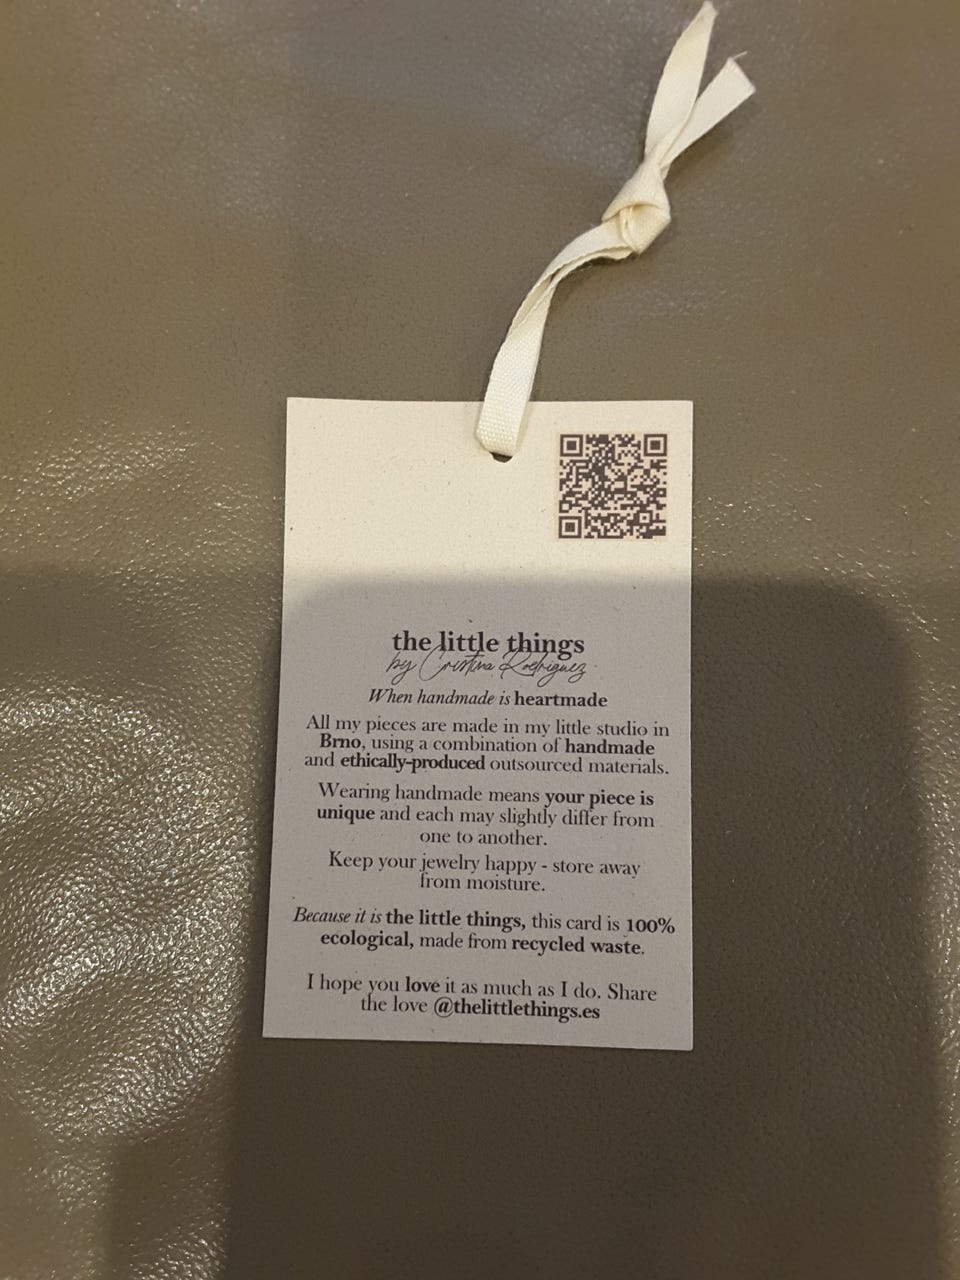 the little things
by Cristina Rodriguez
When handmade is heartmade
All my pieces are made in my little studio in
Brno, using a combination of handmade
and ethically-produced outsourced materials.
Wearing handmade means your piece is
unique and each may slightly differ from
one to another.
Keep your jewelry happy - store away
from moisture.
Because it is the little things, this card is 100%
ecological, made from recycled waste.
I hope you love it as much as I do. Share
the love @thelittlethings.es